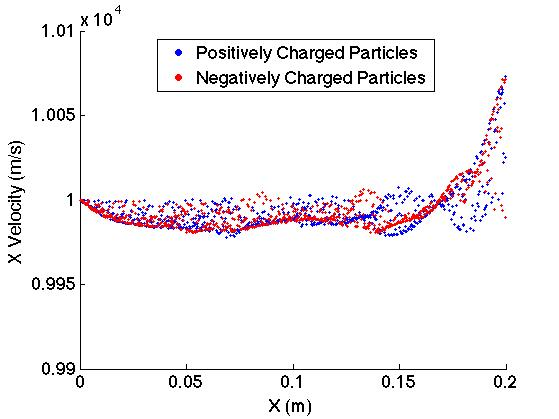 x 10^4
1.01
1.005
1
0.995
0.99
X Velocity (m/s)
Positively Charged Particles
Negatively Charged Particles
0 0.05 0.1 0.15 0.2
X (m)